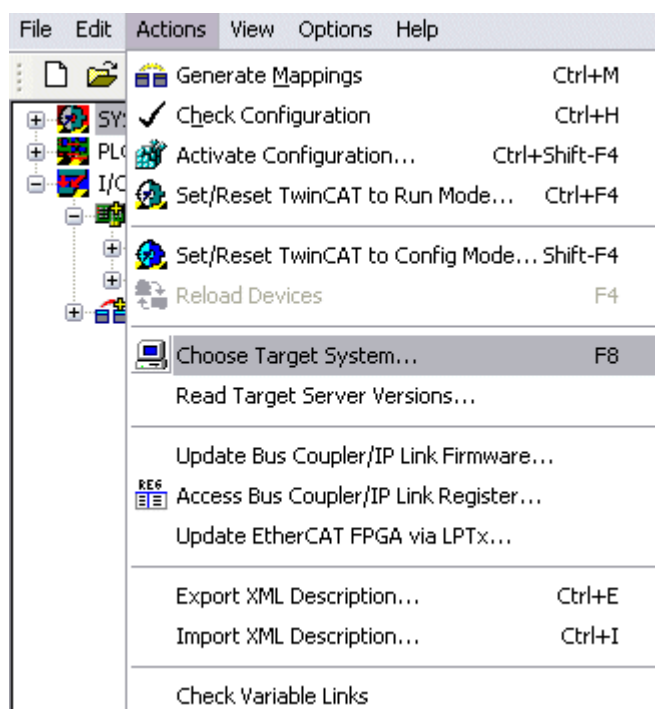 File Edit Actions View Options Help
Generate Mappings Ctrl+M
SY
Check Configuration Ctrl+H
PL
Activate Configuration... Ctrl+Shift-F4
I/
Set/Reset TwinCAT to Run Mode... Ctrl+F4
Set/Reset TwinCAT to Config Mode... Shift-F4
Reload Devices F4
Choose Target System... F8
Read Target Server Versions...
Update Bus Coupler/IP Link Firmware...
REG
Access Bus Coupler/IP Link Register...
Update EtherCAT FPGA via LPTx...
Export XML Description... Ctrl+E
Import XML Description... Ctrl+I
Check Variable Links